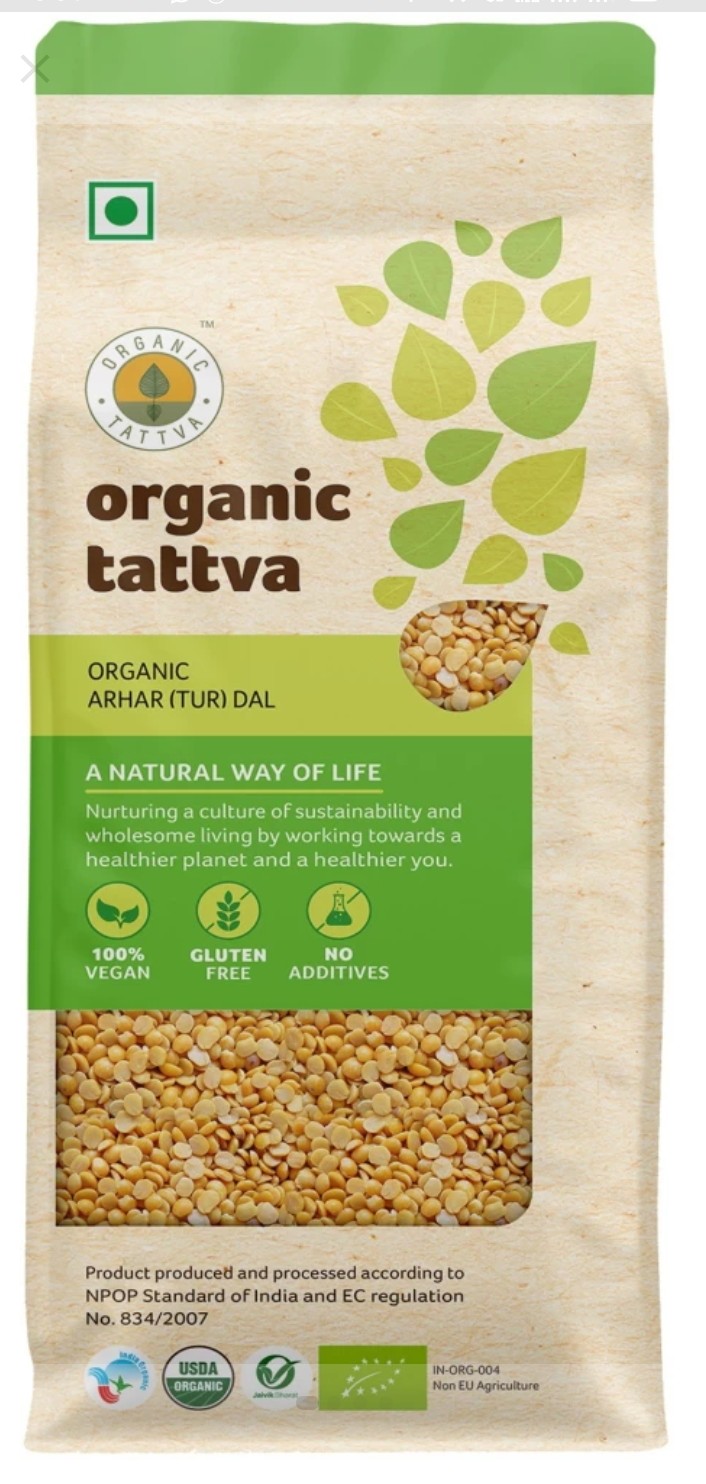 TM
ORGANIC
TATTVA
organic
tattva
ORGANIC
ARHAR (TUR) DAL
A NATURAL WAY OF LIFE
Nurturing a culture of sustainability and
wholesome living by working towards a
healthier planet and a healthier you.
100%
VEGAN
GLUTEN
FREE
NO
ADDITIVES
Product produced and processed according to
NPOP Standard of India and EC regulation
No. 834/2007
India Organic
USDA
ORGANIC
Jaivik Bharat
IN-ORG-004
Non EU Agriculture